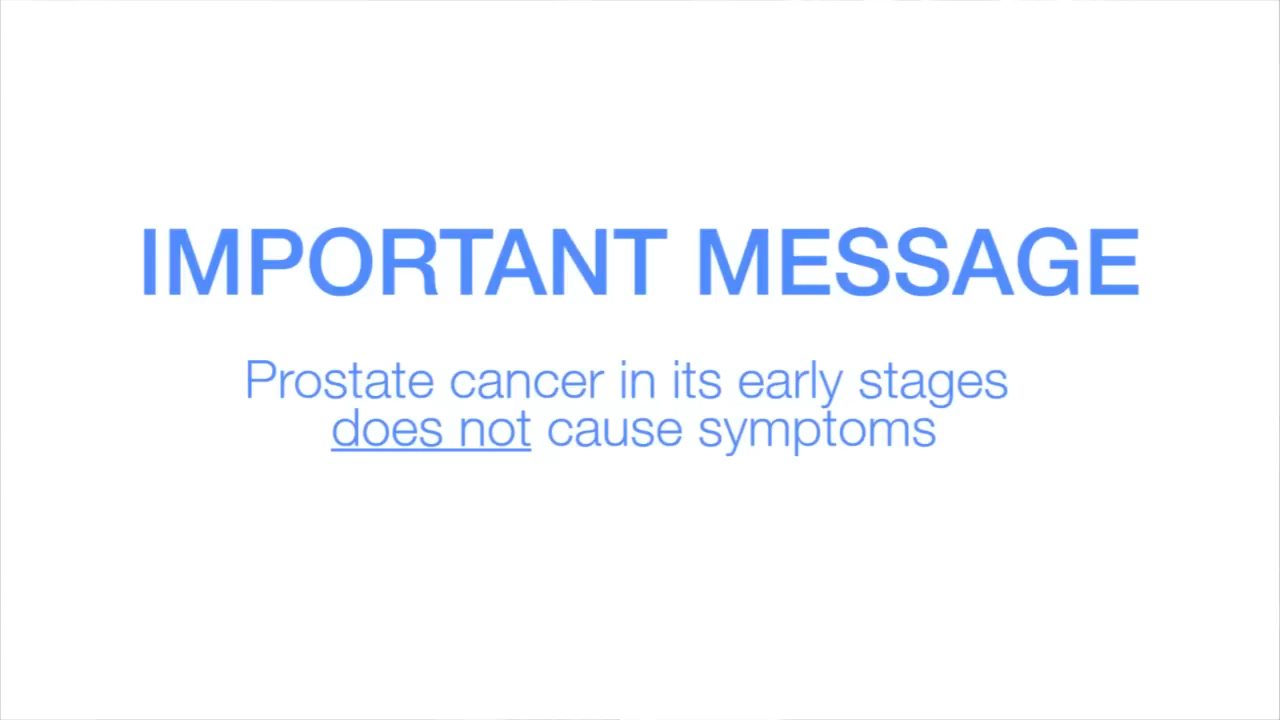 IMPORTANT MESSAGE
Prostate cancer in its early stages
does not cause symptoms